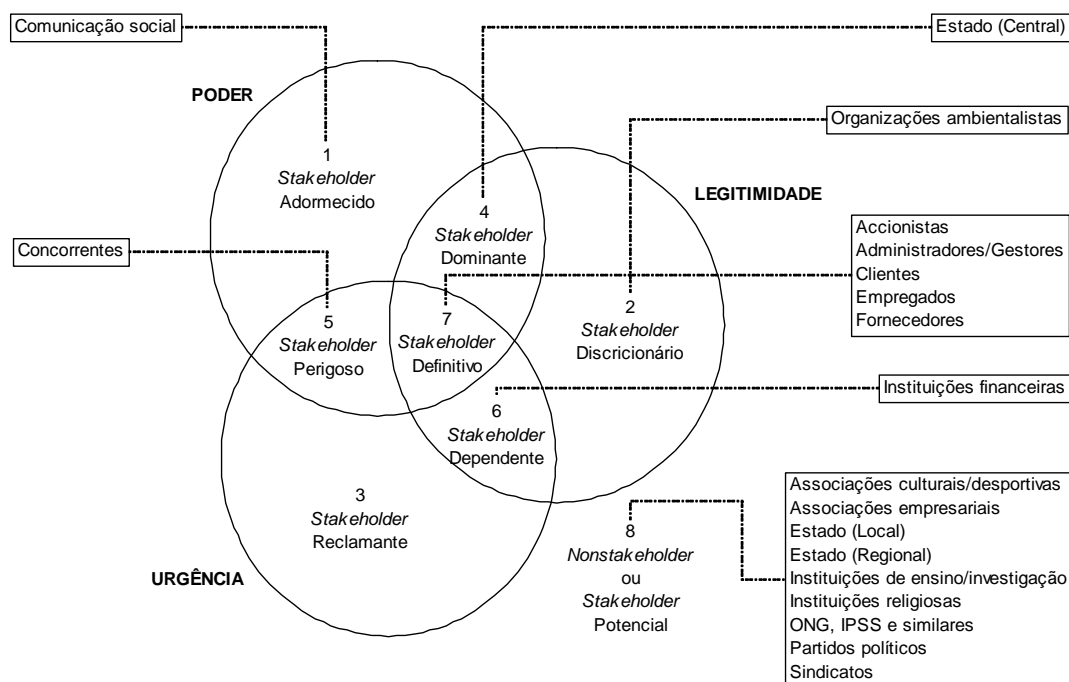 Comunicação social
Estado (Central)
PODER
Organizações ambientalistas
1
Stakeholder
Adormecido
LEGITIMIDADE
4
Stakeholder
Dominante
Accionistas
Administradores/Gestores
Clientes
Empregados
Fornecedores
Concorrentes
5
Stakeholder
Perigoso
7
Stakeholder
Definitivo
2
Stakeholder
Discricionário
Instituições financeiras
6
Stakeholder
Dependente
3
Stakeholder
Reclamante
URGÊNCIA
8
Nonstakeholder
ou
Stakeholder
Potencial
Associações culturais/desportivas
Associações empresariais
Estado (Local)
Estado (Regional)
Instituições de ensino/investigação
Instituições religiosas
ONG, IPSS e similares
Partidos políticos
Sindicatos